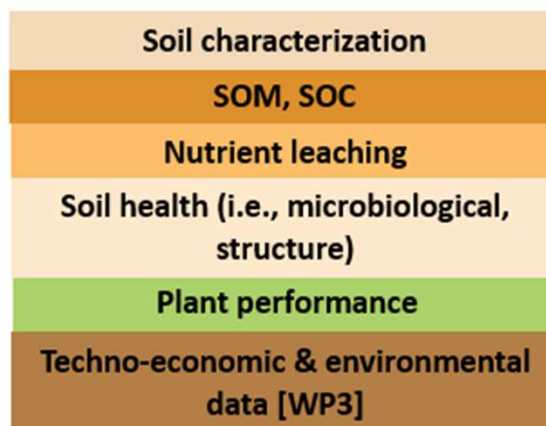 Soil characterization
SOM, SOC
Nutrient leaching
Soil health (i.e., microbiological,
structure)
Plant performance
Techno-economic & environmental
data [WP3]